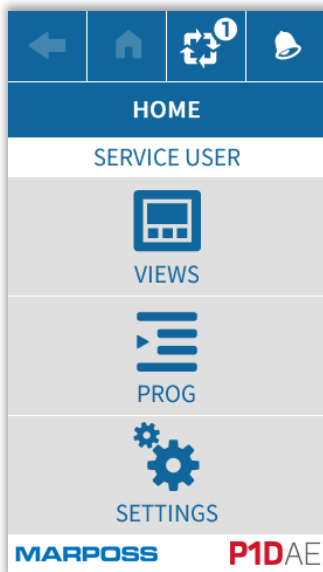 1
HOME
SERVICE USER
VIEWS
PROG
SETTINGS
MARPOSS P1DAE